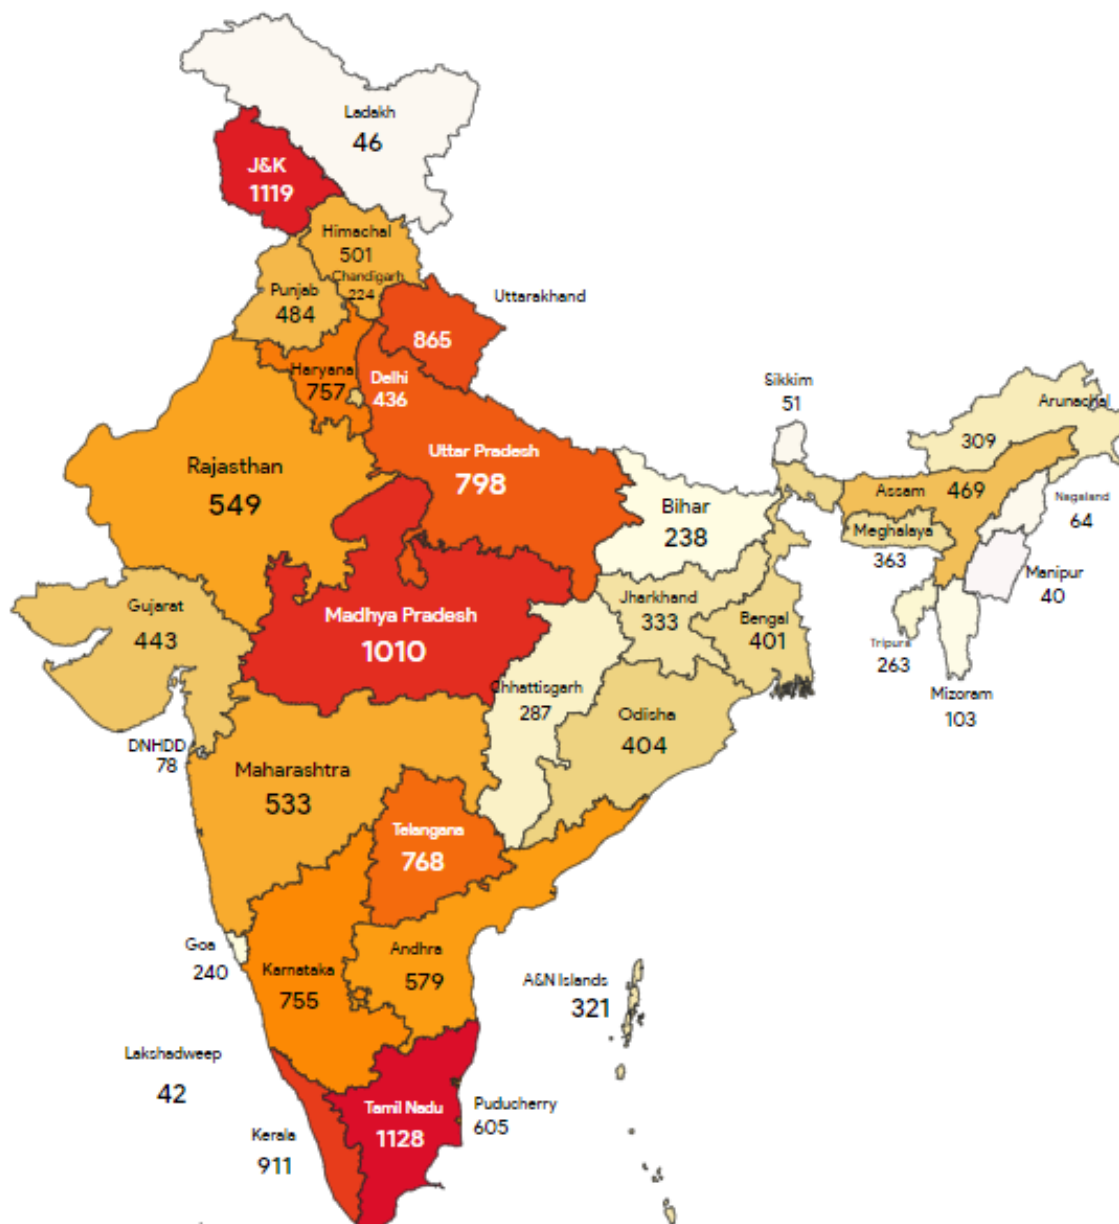 Ladakh
46
J&K
1119
Himachal
501
Chandigarh
224
Punjab
484
Uttarakhand
865
Haryana
757
Delhi
436
Sikkim
51
Arunachal
309
Rajasthan
549
Uttar Pradesh
798
Bihar
238
Assam 469
Nagaland
64
Meghalaya
363
Manipur
40
Gujarat
443
Madhya Pradesh
1010
Jharkhand
333
Bengal
401
Tripura
263
Mizoram
103
Chhattisgarh
287
Odisha
404
DNHDD
78
Maharashtra
533
Telangana
768
Goa
240
Karnataka
755
Andhra
579
A&N Islands
321
Lakshadweep
42
Tamil Nadu
1128
Puducherry
605
Kerala
911